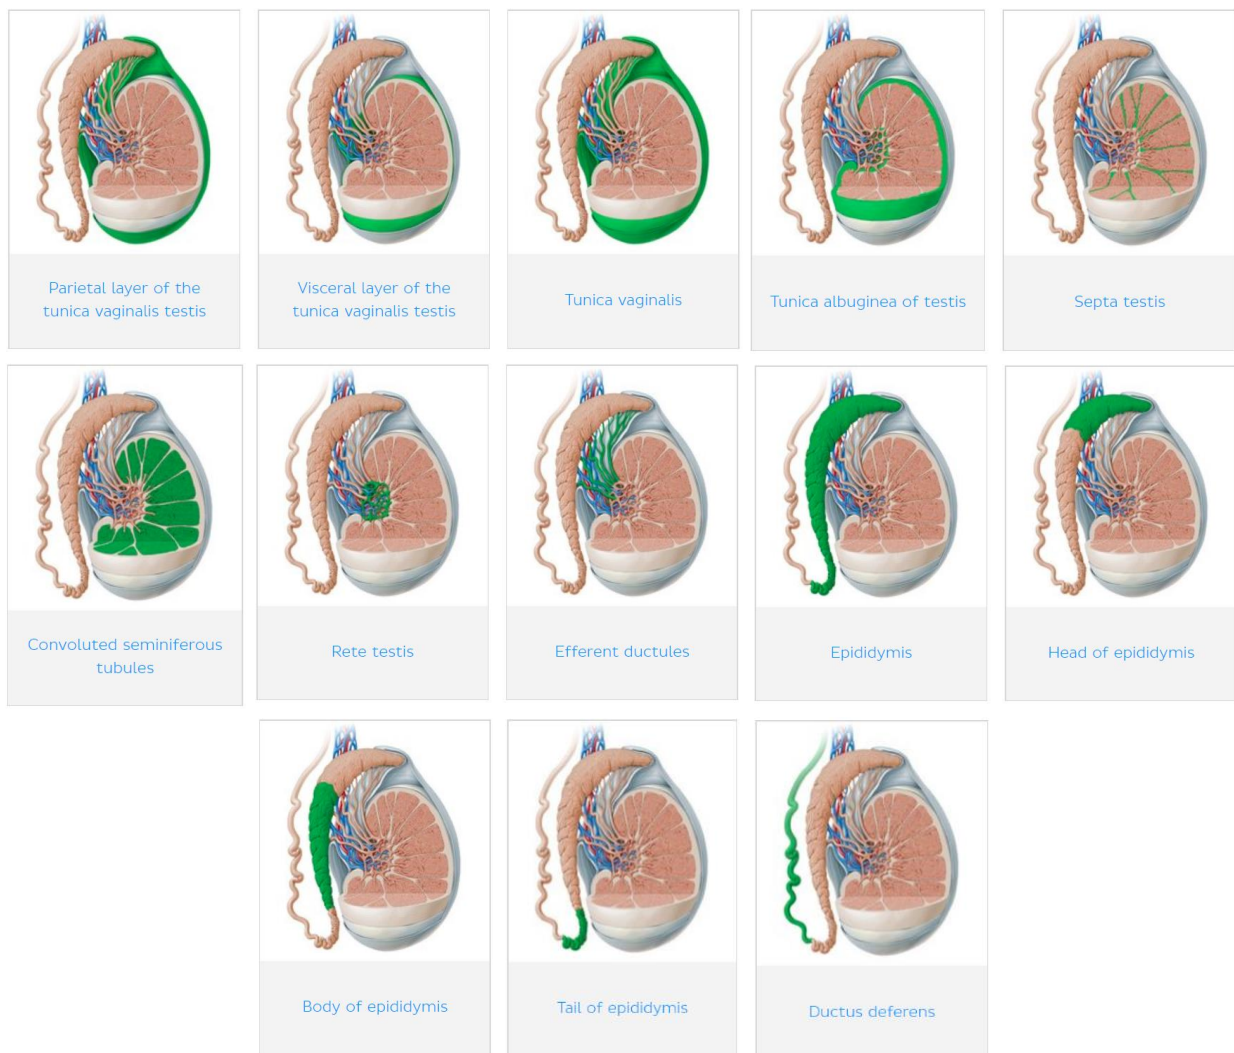 Parietal layer of the
tunica vaginalis testis
Visceral layer of the
tunica vaginalis testis
Tunica vaginalis
Tunica albuginea of testis
Septa testis
Convoluted seminiferous
tubules
Rete testis
Efferent ductules
Epididymis
Head of epididymis
Body of epididymis
Tail of epididymis
Ductus deferens